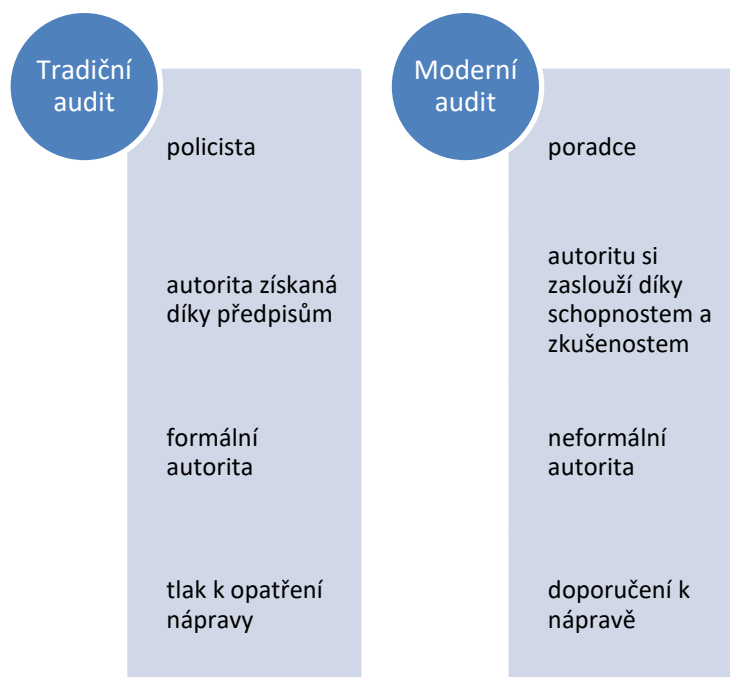 Tradiční
audit
policista
autorita získaná
díky předpisům
formální
autorita
tlak k opatření
nápravy
Moderní
audit
poradce
autoritu si
zaslouží díky
schopnostem a
zkušenostem
neformální
autorita
doporučení k
nápravě